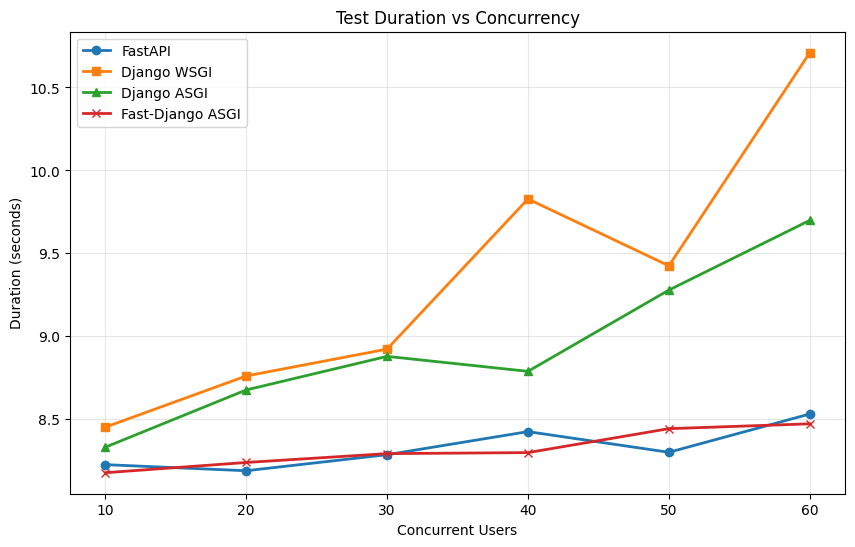 Test Duration vs Concurrency
FastAPI
Django WSGI
Django ASGI
Fast-Django ASGI
Duration (seconds)
10.5
10.0
9.5
9.0
8.5
10 20 30 40 50 60
Concurrent Users